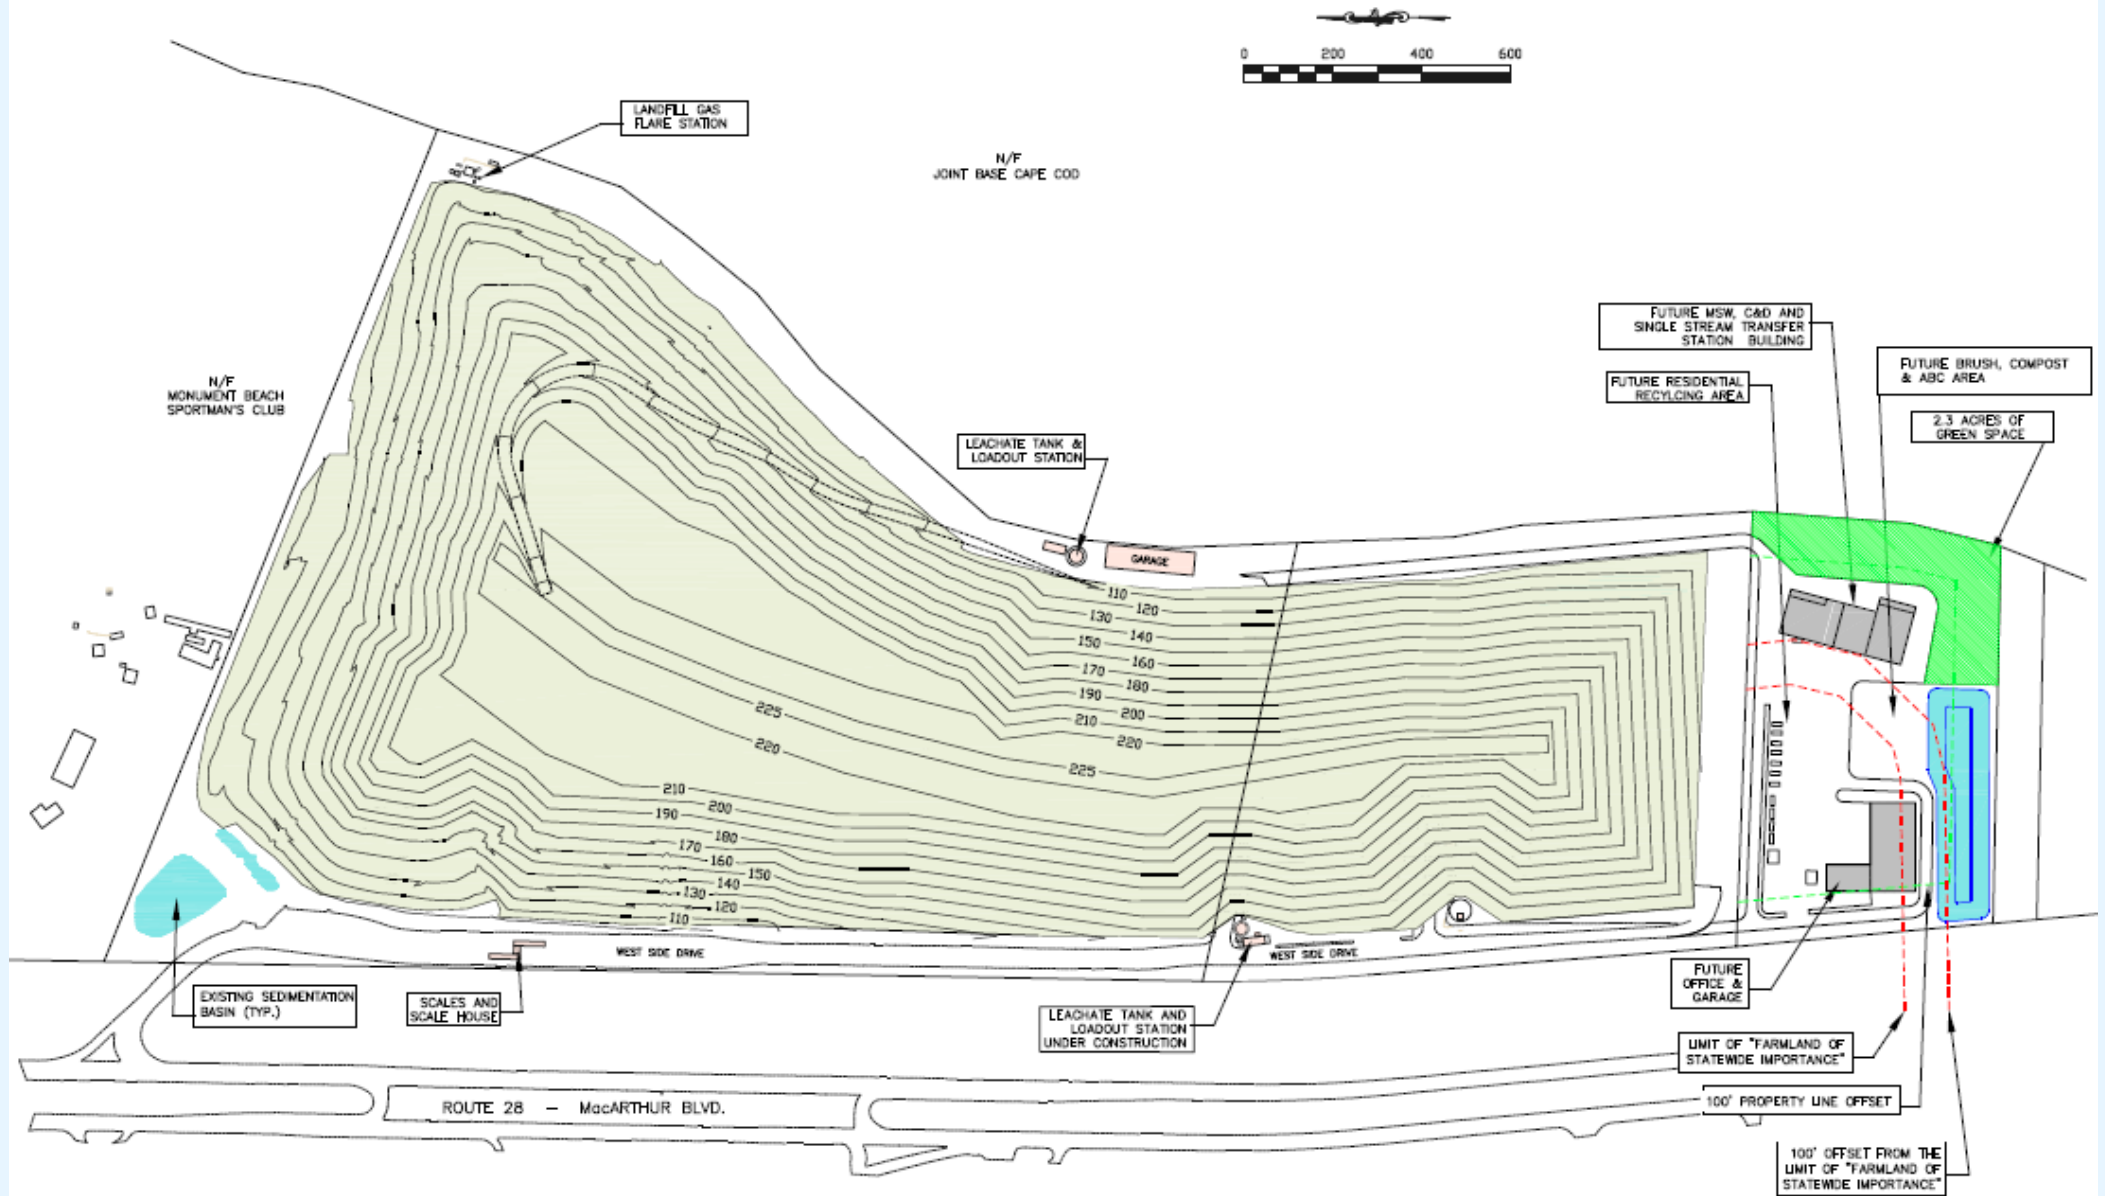 0 200 400 600
LANDFILL GAS
FLARE STATION
N/F
JOINT BASE CAPE COD
FUTURE MSW, C&D AND
SINGLE STREAM TRANSFER
STATION BUILDING
FUTURE BRUSH, COMPOST
& ABC AREA
FUTURE RESIDENTIAL
RECYLCING AREA
2.3 ACRES OF
GREEN SPACE
N/F
MONUMENT BEACH
SPORTMAN'S CLUB
LEACHATE TANK &
LOADOUT STATION
GARAGE
110
120
130
140
150
160
170
180
190
200
210
220
225
220
225
210
200
190
180
170
160
150
140
130
120
110
WEST SIDE DRIVE
WEST SIDE DRIVE
EXISTING SEDIMENTATION
BASIN (TYP.)
SCALES AND
SCALE HOUSE
LEACHATE TANK AND
LOADOUT STATION
UNDER CONSTRUCTION
FUTURE
OFFICE &
GARAGE
LIMIT OF "FARMLAND OF
STATEWIDE IMPORTANCE"
100' PROPERTY LINE OFFSET
100' OFFSET FROM THE
LIMIT OF "FARMLAND OF
STATEWIDE IMPORTANCE"
ROUTE 28 - MacARTHUR BLVD.